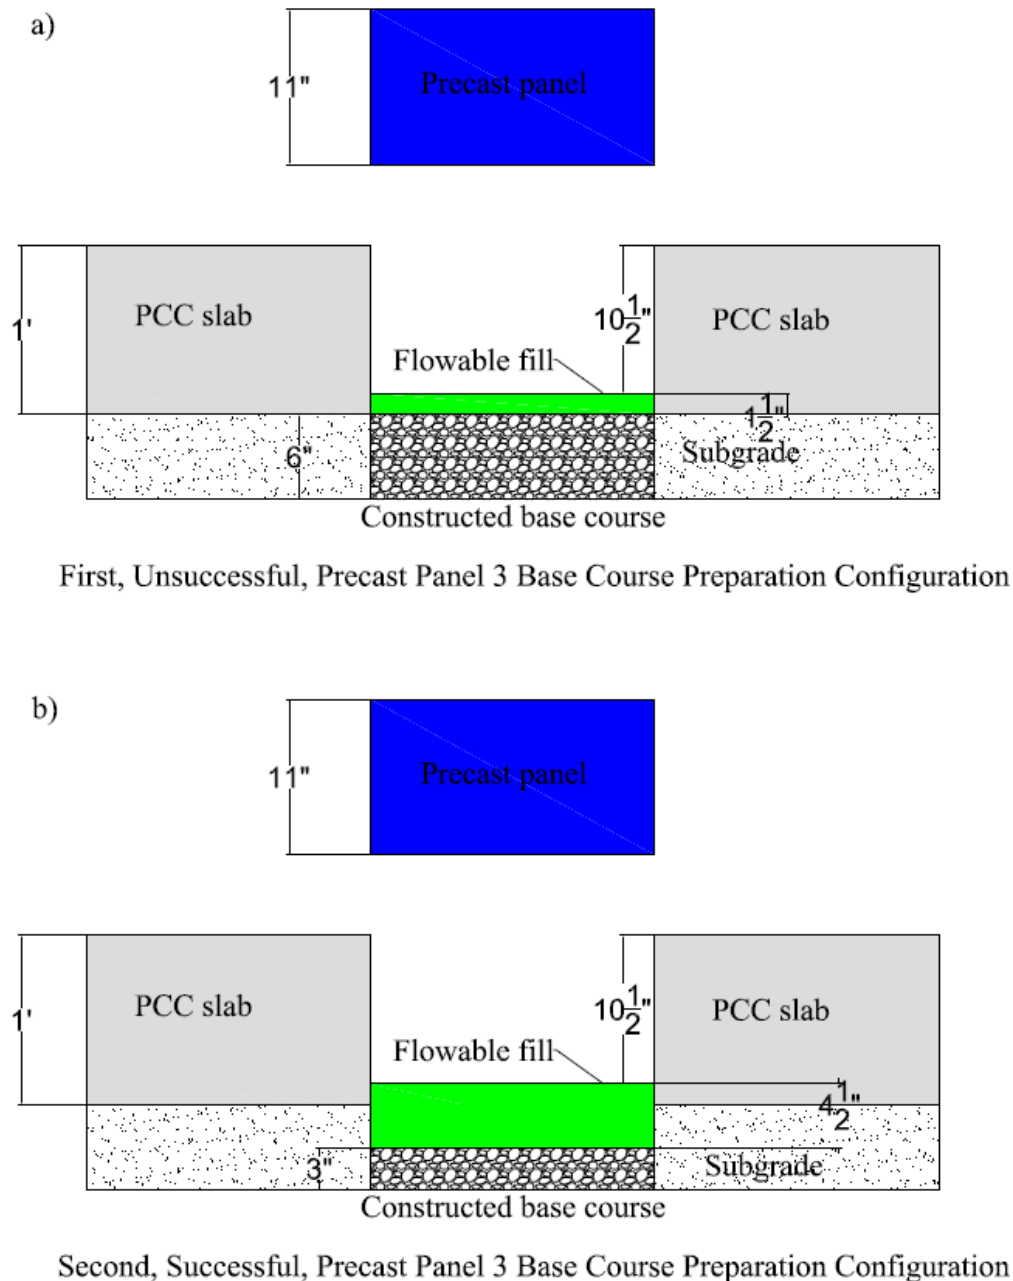 a)
11"
Precast panel
1'
PCC slab
10 1/2"
PCC slab
Flowable fill
1 1/2"
6"
Subgrade
Constructed base course
First, Unsuccessful, Precast Panel 3 Base Course Preparation Configuration
b)
11"
Precast panel
1'
PCC slab
10 1/2"
PCC slab
Flowable fill
4 1/2"
3"
Subgrade
Constructed base course
Second, Successful, Precast Panel 3 Base Course Preparation Configuration